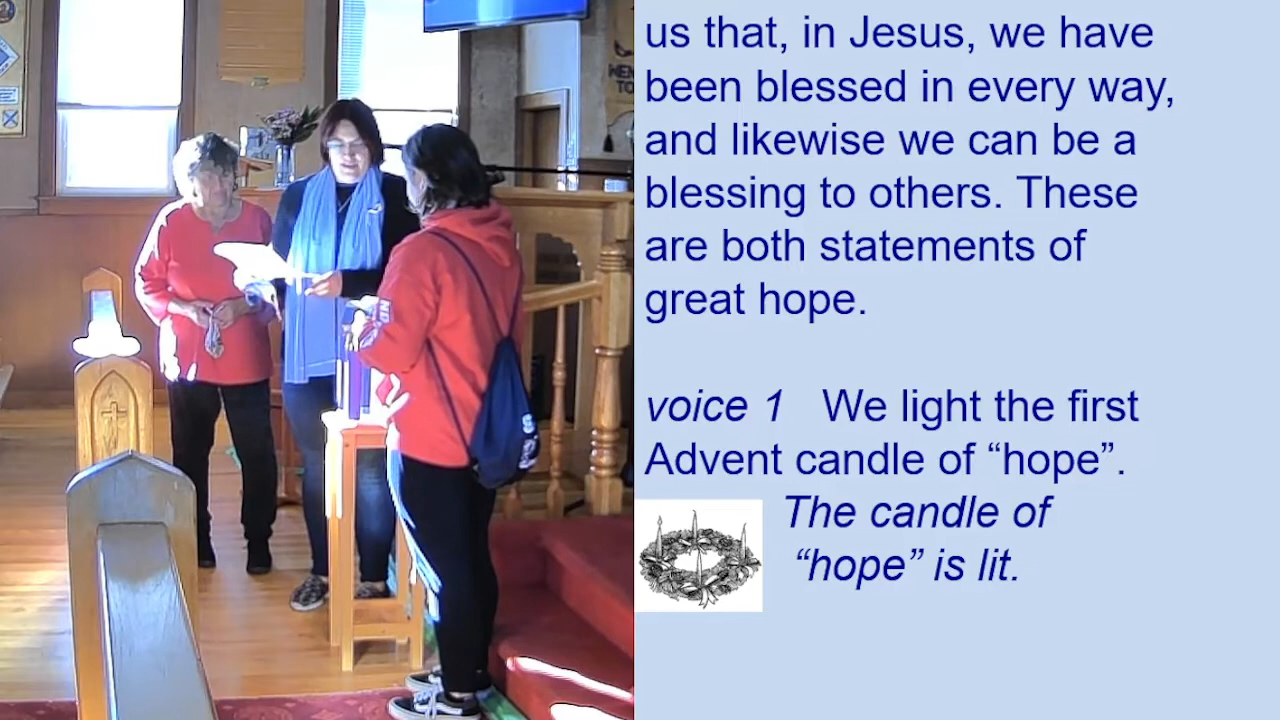 us that, in Jesus, we have
been blessed in every way,
and likewise we can be a
blessing to others. These
are both statements of
great hope.
voice 1 We light the first
Advent candle of “hope”.
The candle of
“hope” is lit.